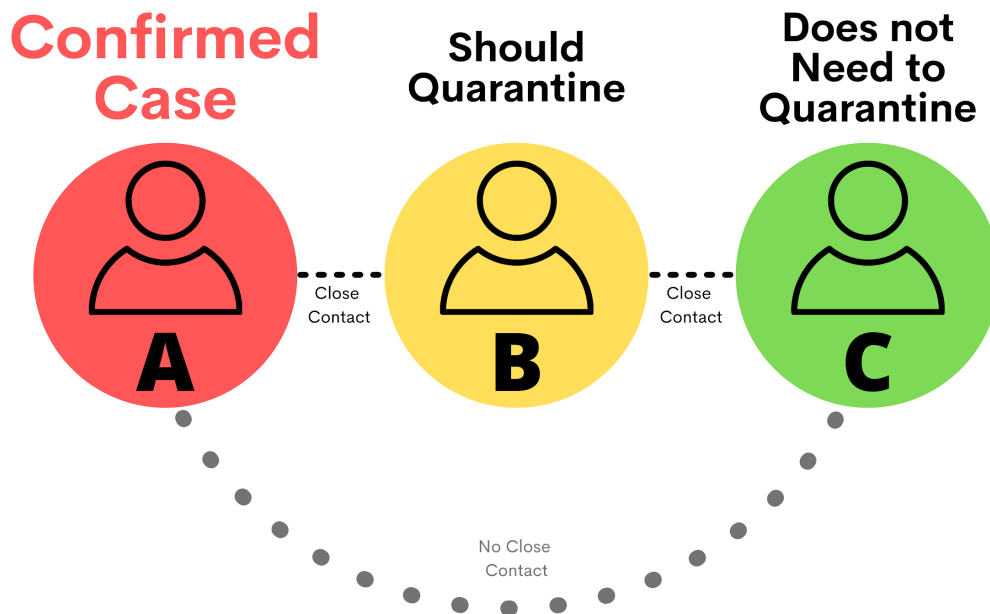 Confirmed
Case
Should
Quarantine
Does not
Need to
Quarantine
Close
Contact
Close
Contact
A
B
C
No Close
Contact